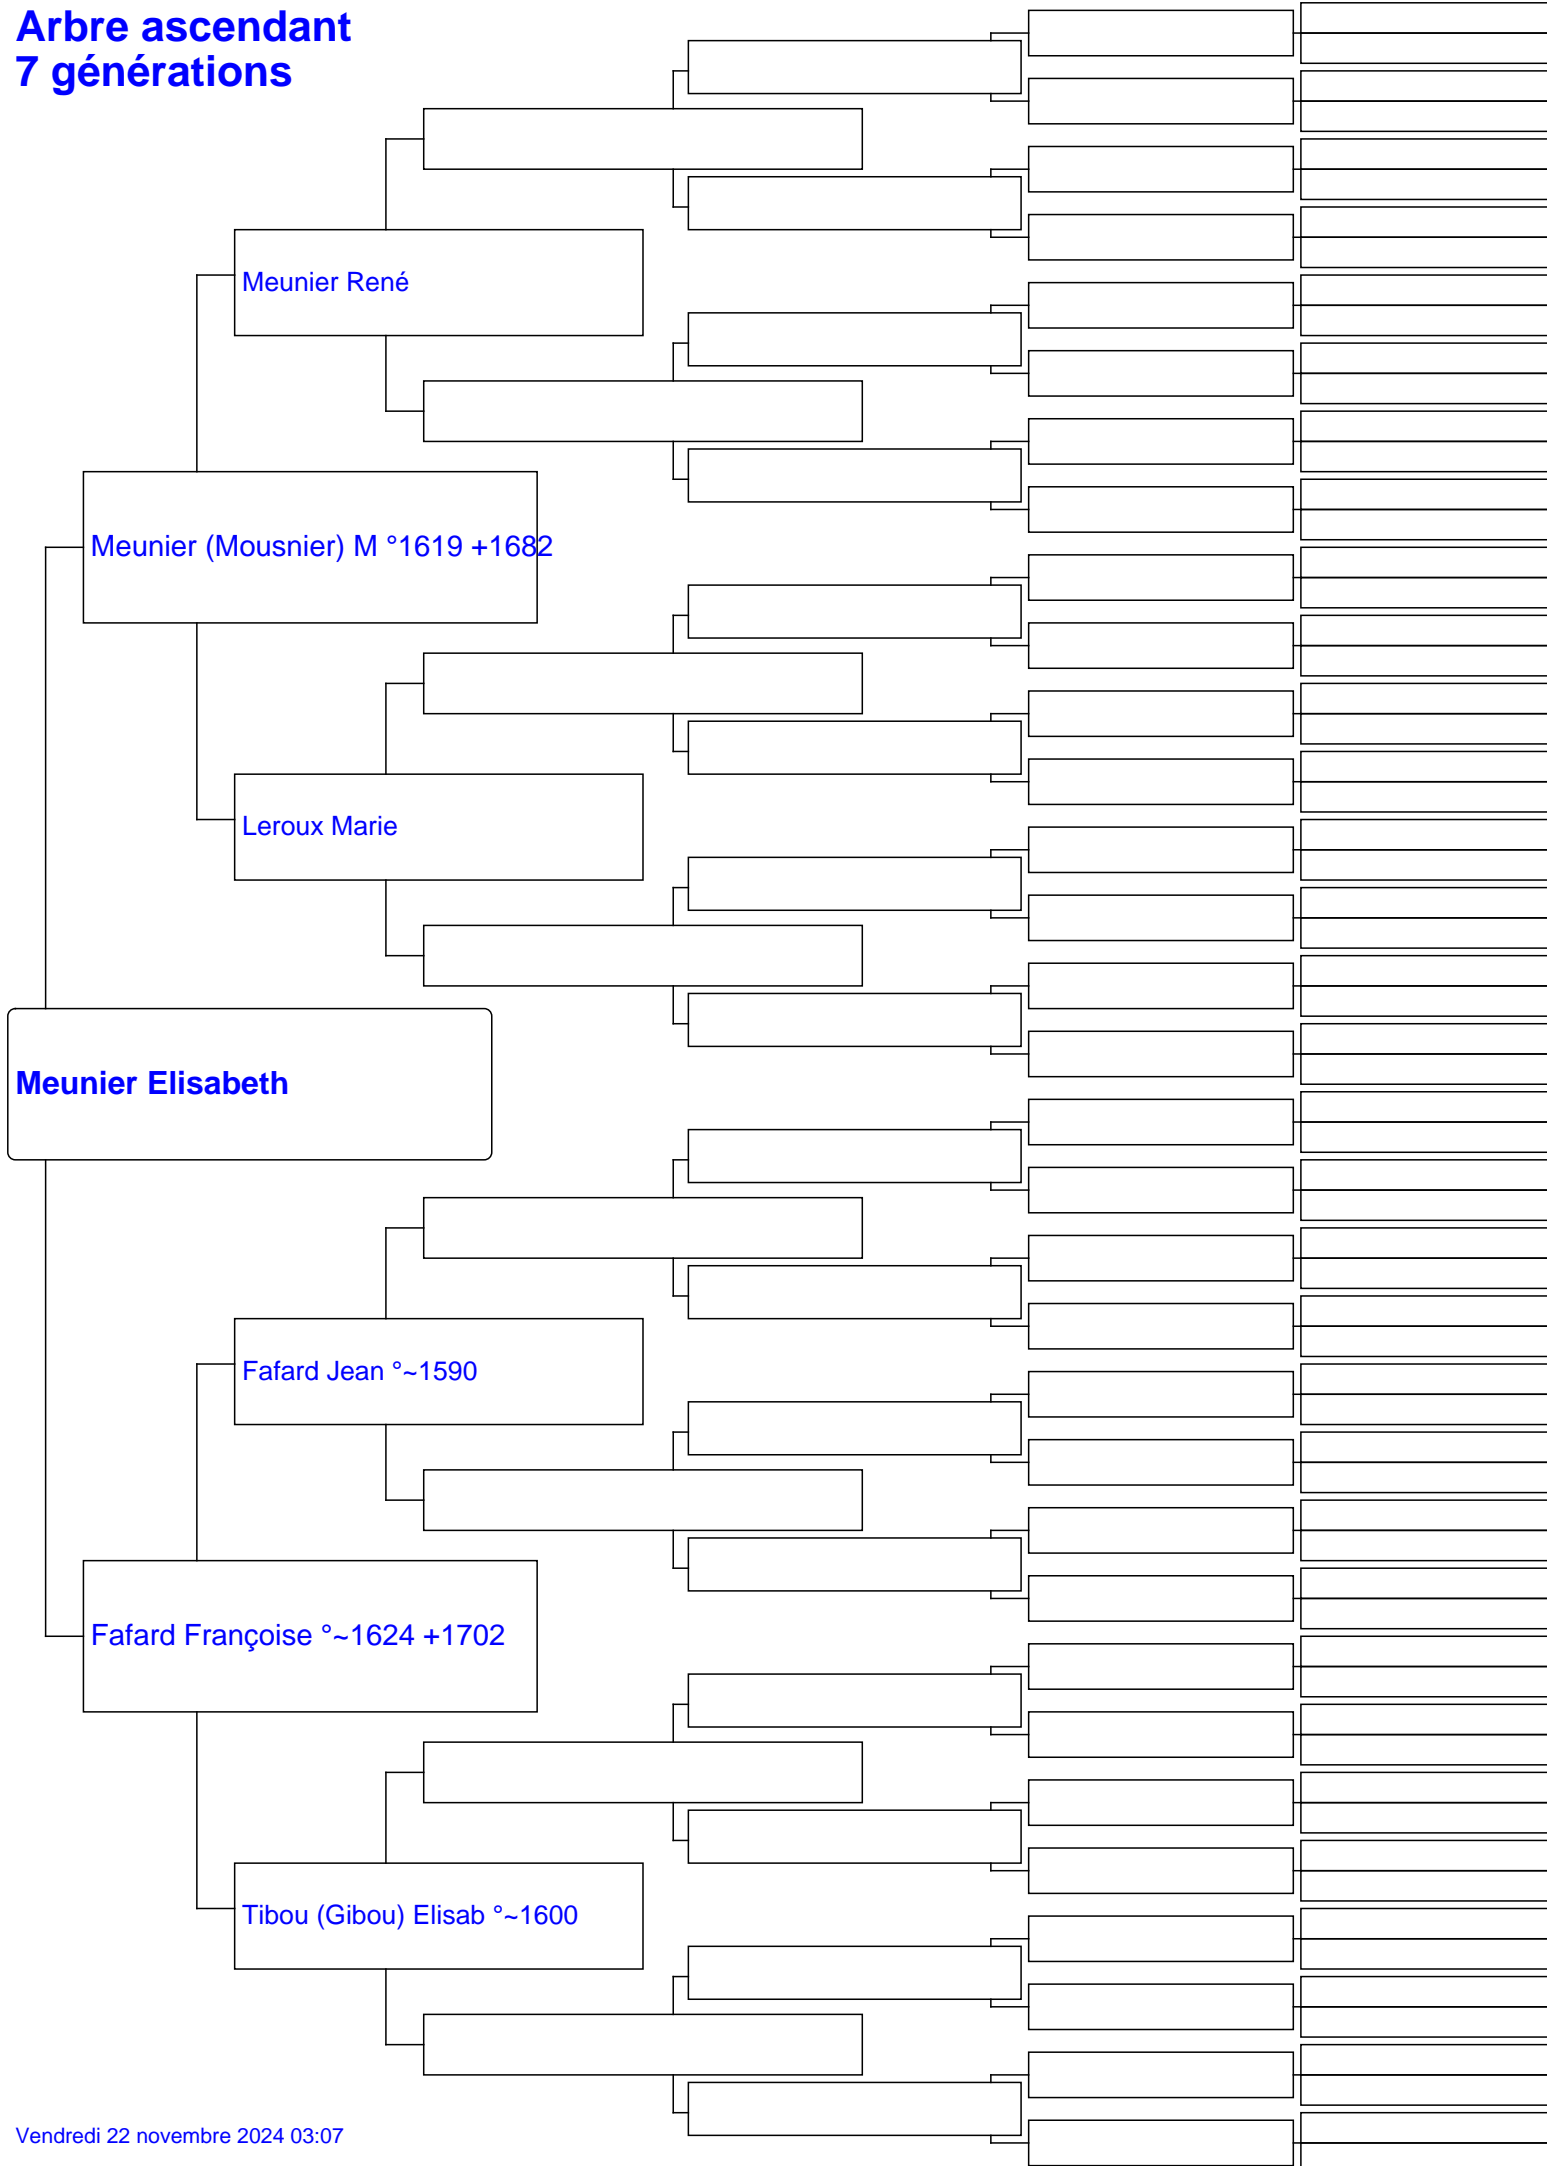 Arbre ascendant
7 générations
Meunier René
Meunier (Mousnier) M °1619 +1682
Leroux Marie
Meunier Elisabeth
Fafard Jean °~1590
Fafard Françoise °~1624 +1702
Tibou (Gibou) Elisab °~1600
Vendredi 22 novembre 2024 03:07